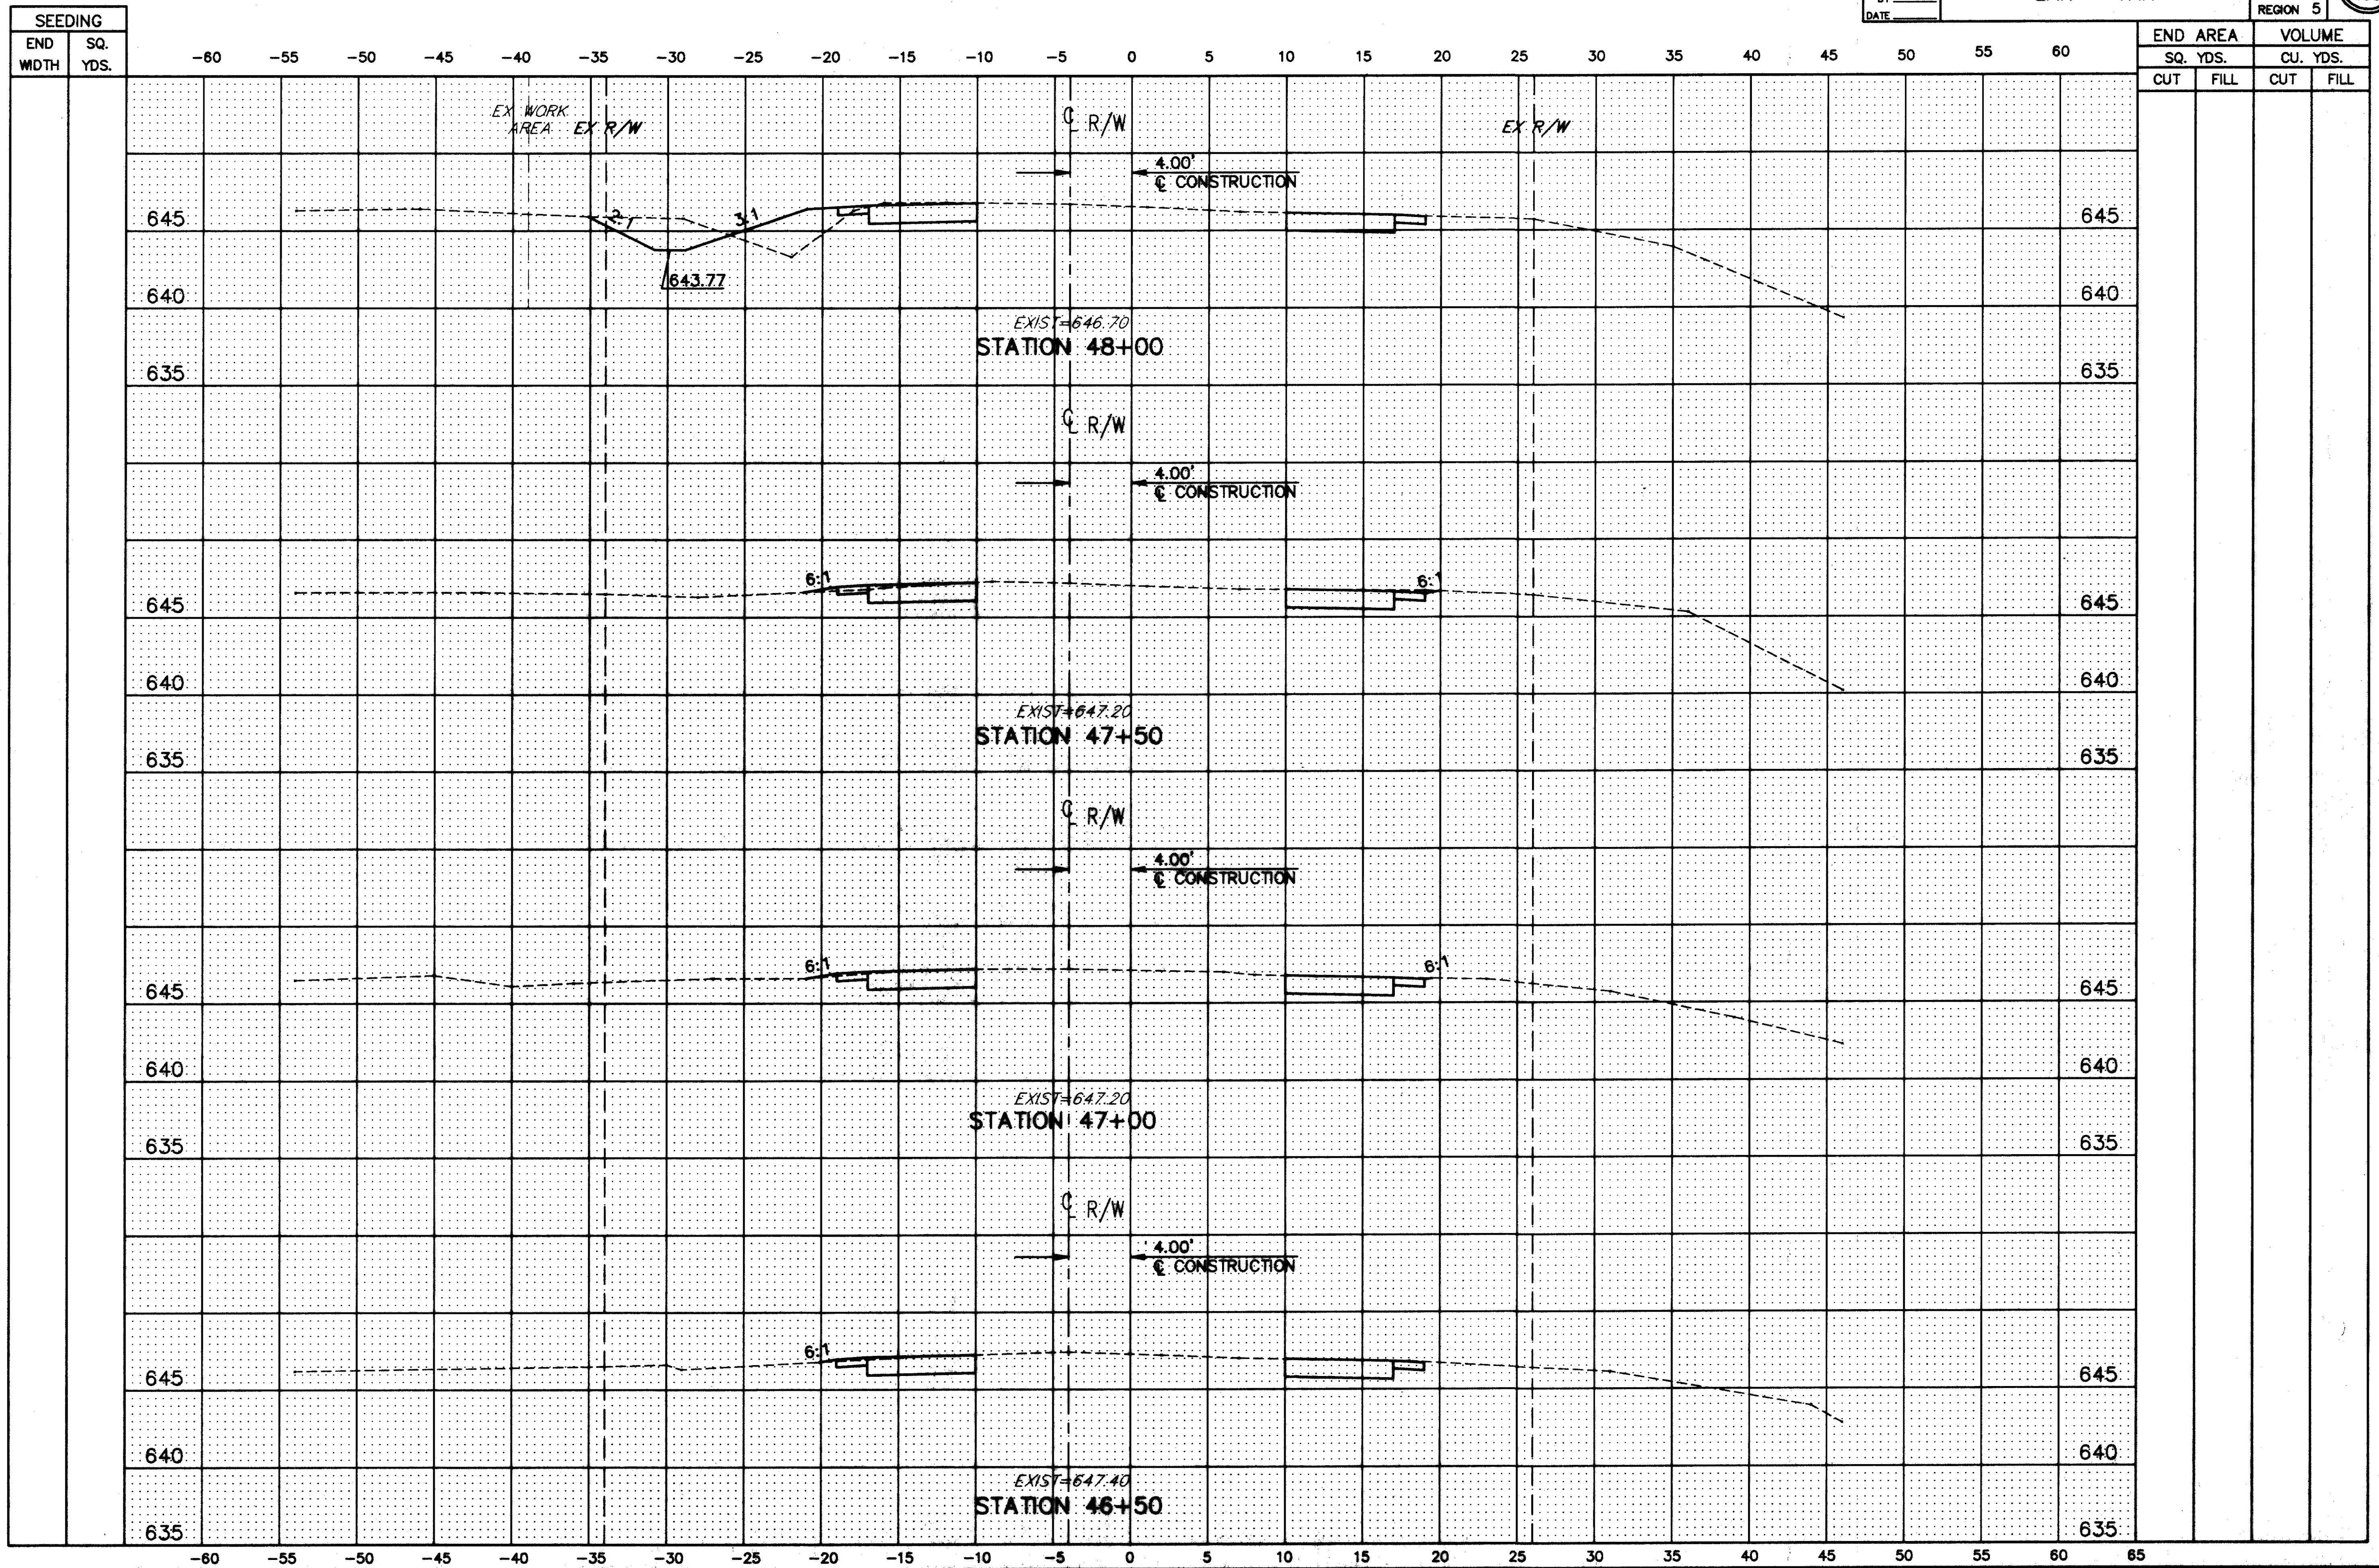 BY
DATE
REGION 5
SEEDING
END WIDTH SQ. YDS.
END AREA VOLUME
SQ. YDS. CU. YDS.
CUT FILL CUT FILL
-60 -55 -50 -45 -40 -35 -30 -25 -20 -15 -10 -5 0 5 10 15 20 25 30 35 40 45 50 55 60
EX WORK
AREA EX R/W
℄ R/W
EX R/W
4.00'
℄ CONSTRUCTION
2:1
3:1
645 645
643.77
640 640
EXIST=646.70
STATION 48+00
635 635
℄ R/W
4.00'
℄ CONSTRUCTION
6:1 6:1
645 645
640 640
EXIST=647.20
STATION 47+50
635 635
℄ R/W
4.00'
℄ CONSTRUCTION
6:1 6:1
645 645
640 640
EXIST=647.20
STATION 47+00
635 635
℄ R/W
4.00'
℄ CONSTRUCTION
6:1
645 645
640 640
EXIST=647.40
STATION 46+50
635 635
-60 -55 -50 -45 -40 -35 -30 -25 -20 -15 -10 -5 0 5 10 15 20 25 30 35 40 45 50 55 60 65